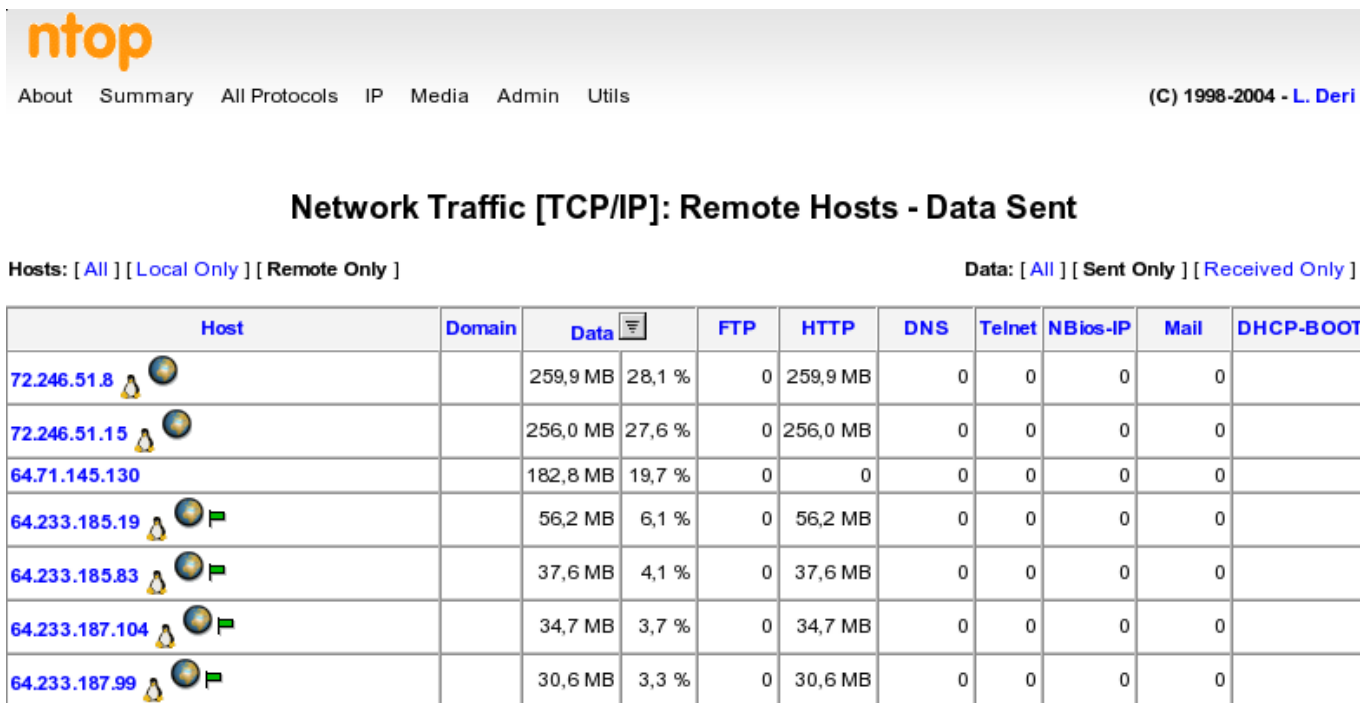 ntop
About Summary All Protocols IP Media Admin Utils (C) 1998-2004 - L. Deri
Network Traffic [TCP/IP]: Remote Hosts - Data Sent
Hosts: [ All ] [ Local Only ] [ Remote Only ] Data: [ All ] [ Sent Only ] [ Received Only ]
Host Domain Data FTP HTTP DNS Telnet NBios-IP Mail DHCP-BOOT
72.246.51.8 259,9 MB 28,1 % 0 259,9 MB 0 0 0 0
72.246.51.15 256,0 MB 27,6 % 0 256,0 MB 0 0 0 0
64.71.145.130 182,8 MB 19,7 % 0 0 0 0 0 0
64.233.185.19 56,2 MB 6,1 % 0 56,2 MB 0 0 0 0
64.233.185.83 37,6 MB 4,1 % 0 37,6 MB 0 0 0 0
64.233.187.104 34,7 MB 3,7 % 0 34,7 MB 0 0 0 0
64.233.187.99 30,6 MB 3,3 % 0 30,6 MB 0 0 0 0